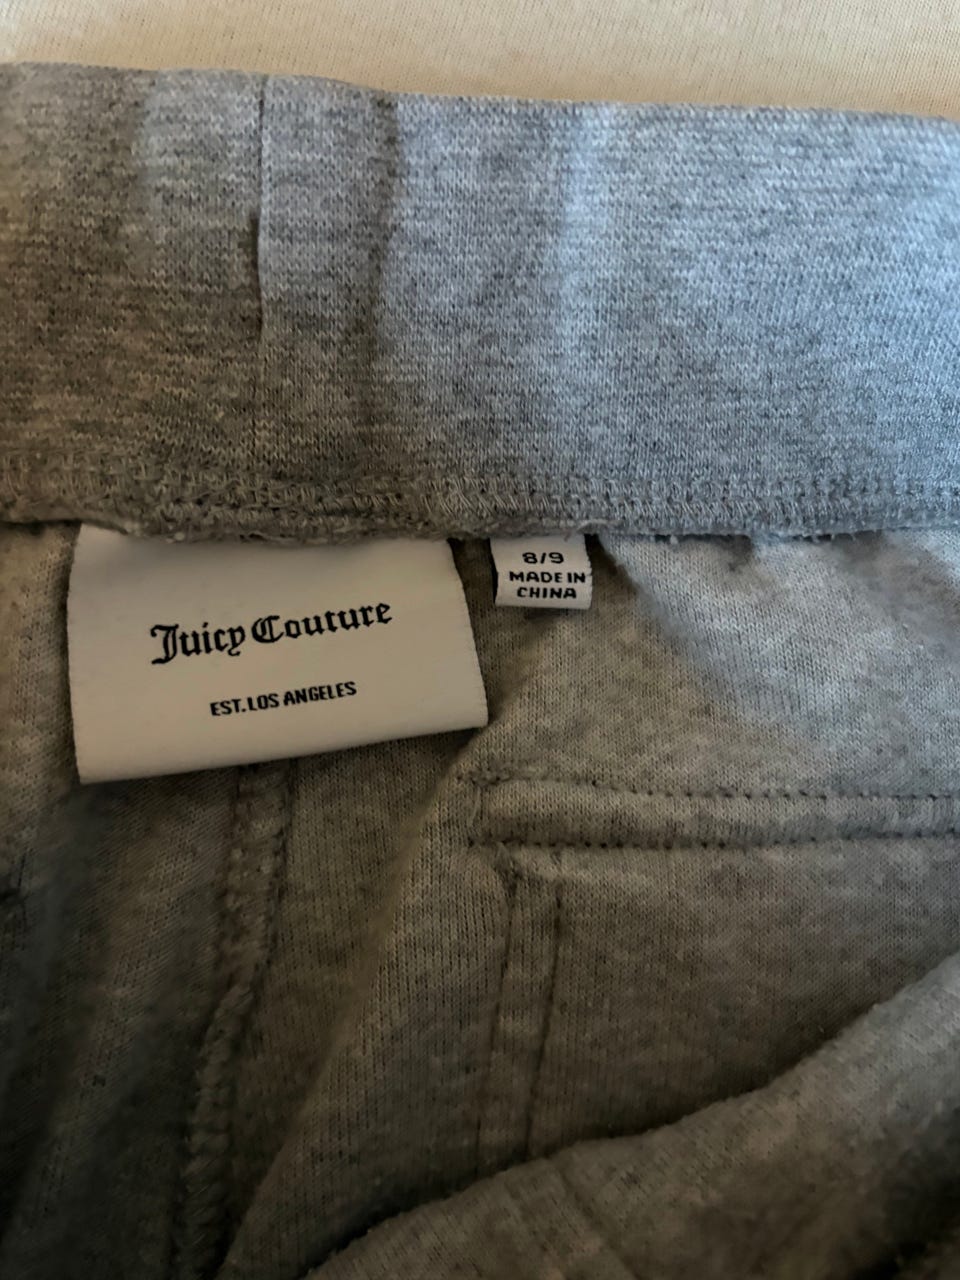 Juicy Couture
EST. LOS ANGELES
8/9
MADE IN
CHINA